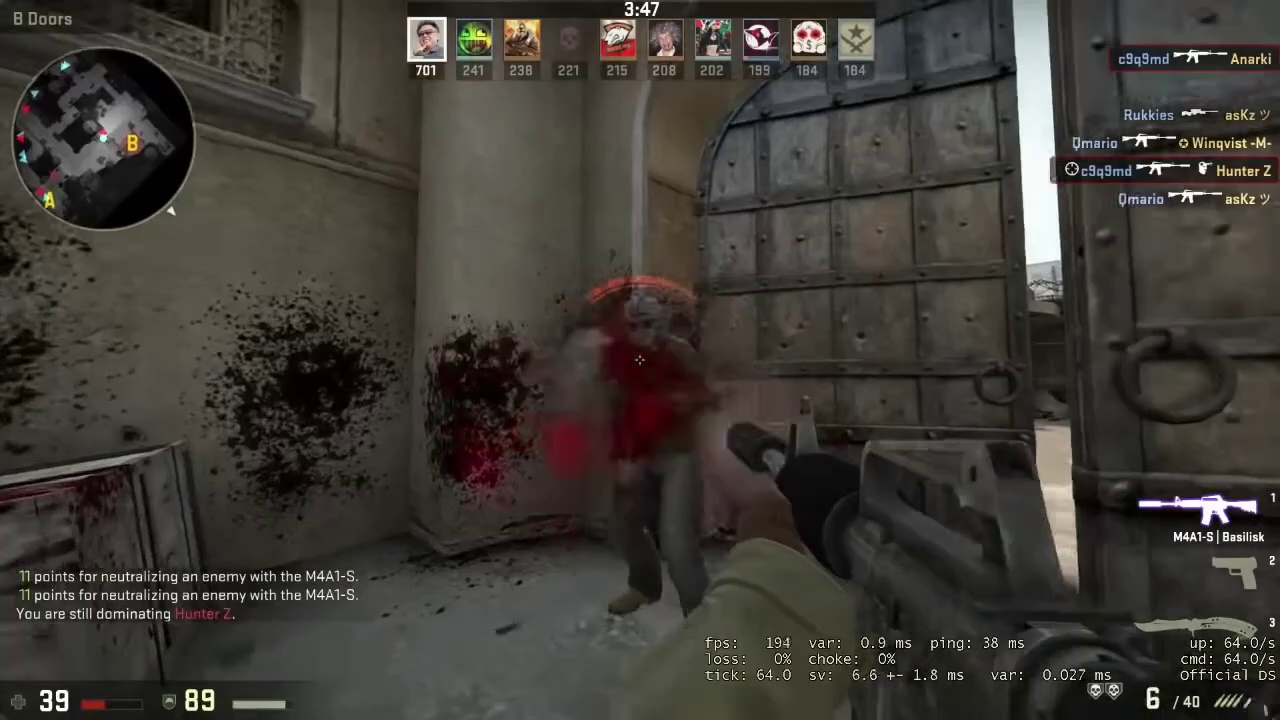 B Doors
3:47
701 241 238 221 215 208 202 199 184 184
c9q9md Anarki
Rukkies asKz ツ
Qmario Winqvist -M-
c9q9md Hunter Z
Qmario asKz ツ
B
A
1
M4A1-S | Basilisk
2
3
11 points for neutralizing an enemy with the M4A1-S.
11 points for neutralizing an enemy with the M4A1-S.
You are still dominating Hunter Z.
fps: 194 var: 0.9 ms ping: 38 ms up: 64.0/s
loss: 0% choke: 0% cmd: 64.0/s
tick: 64.0 sv: 6.6 +- 1.8 ms var: 0.027 ms Official DS
39 89 6 / 40